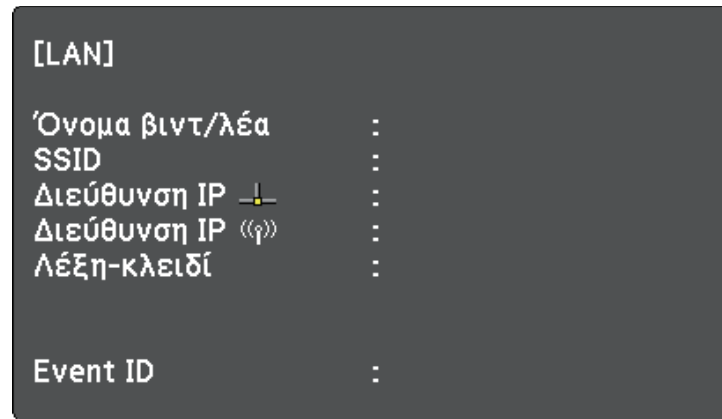 [LAN]
Όνομα βιντ/λέα :
SSID :
Διεύθυνση IP :
Διεύθυνση IP :
Λέξη-κλειδί :
Event ID :